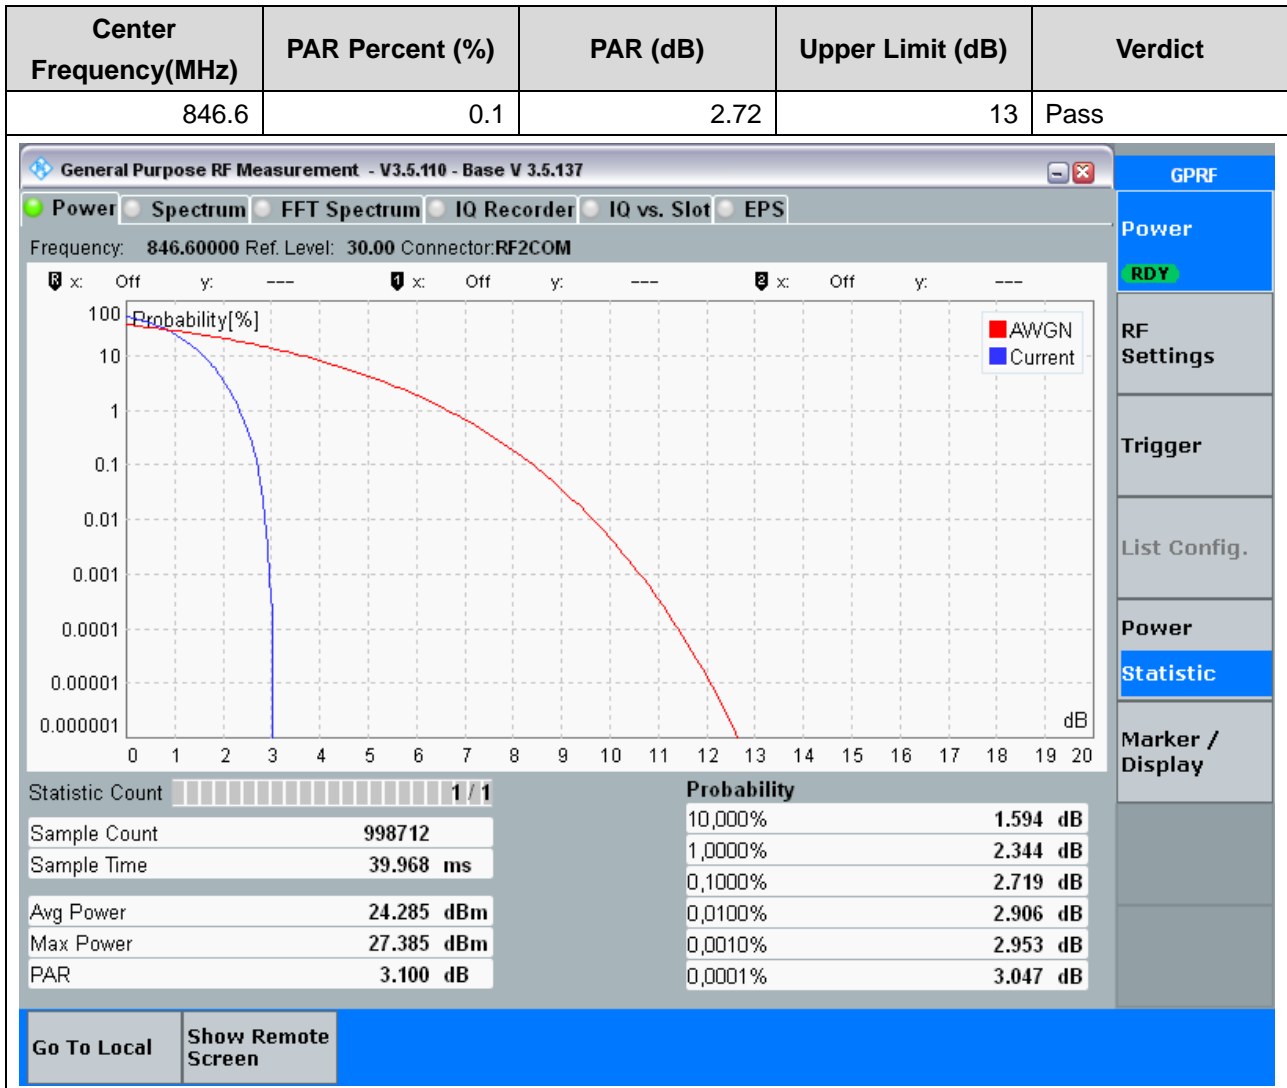 Center Frequency(MHz) PAR Percent (%) PAR (dB) Upper Limit (dB) Verdict
846.6 0.1 2.72 13 Pass
General Purpose RF Measurement - V3.5.110 - Base V 3.5.137
GPRF
Power Spectrum FFT Spectrum IQ Recorder IQ vs. Slot EPS
Frequency: 846.60000 Ref. Level: 30.00 Connector:RF2COM
R x: Off y: --- 1 x: Off y: --- 2 x: Off y: ---
Probability[%]
100
10
1
0.1
0.01
0.001
0.0001
0.00001
0.000001
AWGN
Current
dB
0 1 2 3 4 5 6 7 8 9 10 11 12 13 14 15 16 17 18 19 20
Statistic Count 1 / 1
Sample Count 998712
Sample Time 39.968 ms
Avg Power 24.285 dBm
Max Power 27.385 dBm
PAR 3.100 dB
Probability
10,000% 1.594 dB
1,0000% 2.344 dB
0,1000% 2.719 dB
0,0100% 2.906 dB
0,0010% 2.953 dB
0,0001% 3.047 dB
Power
RDY
RF
Settings
Trigger
List Config.
Power
Statistic
Marker /
Display
Go To Local
Show Remote
Screen